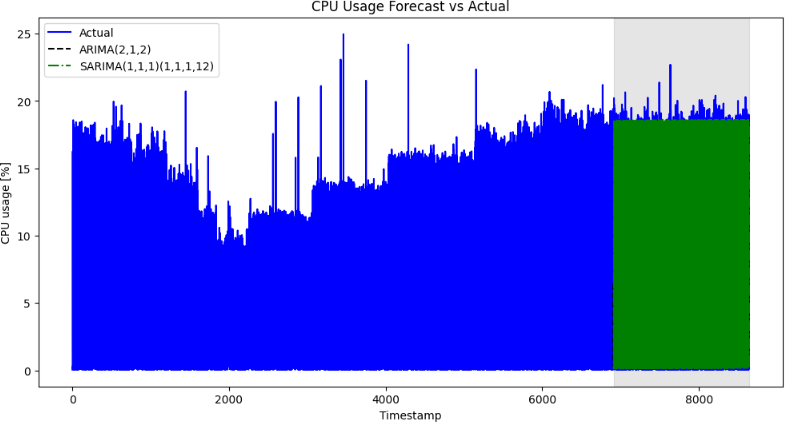 CPU Usage Forecast vs Actual
Actual
ARIMA(2,1,2)
SARIMA(1,1,1)(1,1,1,12)
25
20
15
10
5
0
CPU usage [%]
0 2000 4000 6000 8000
Timestamp